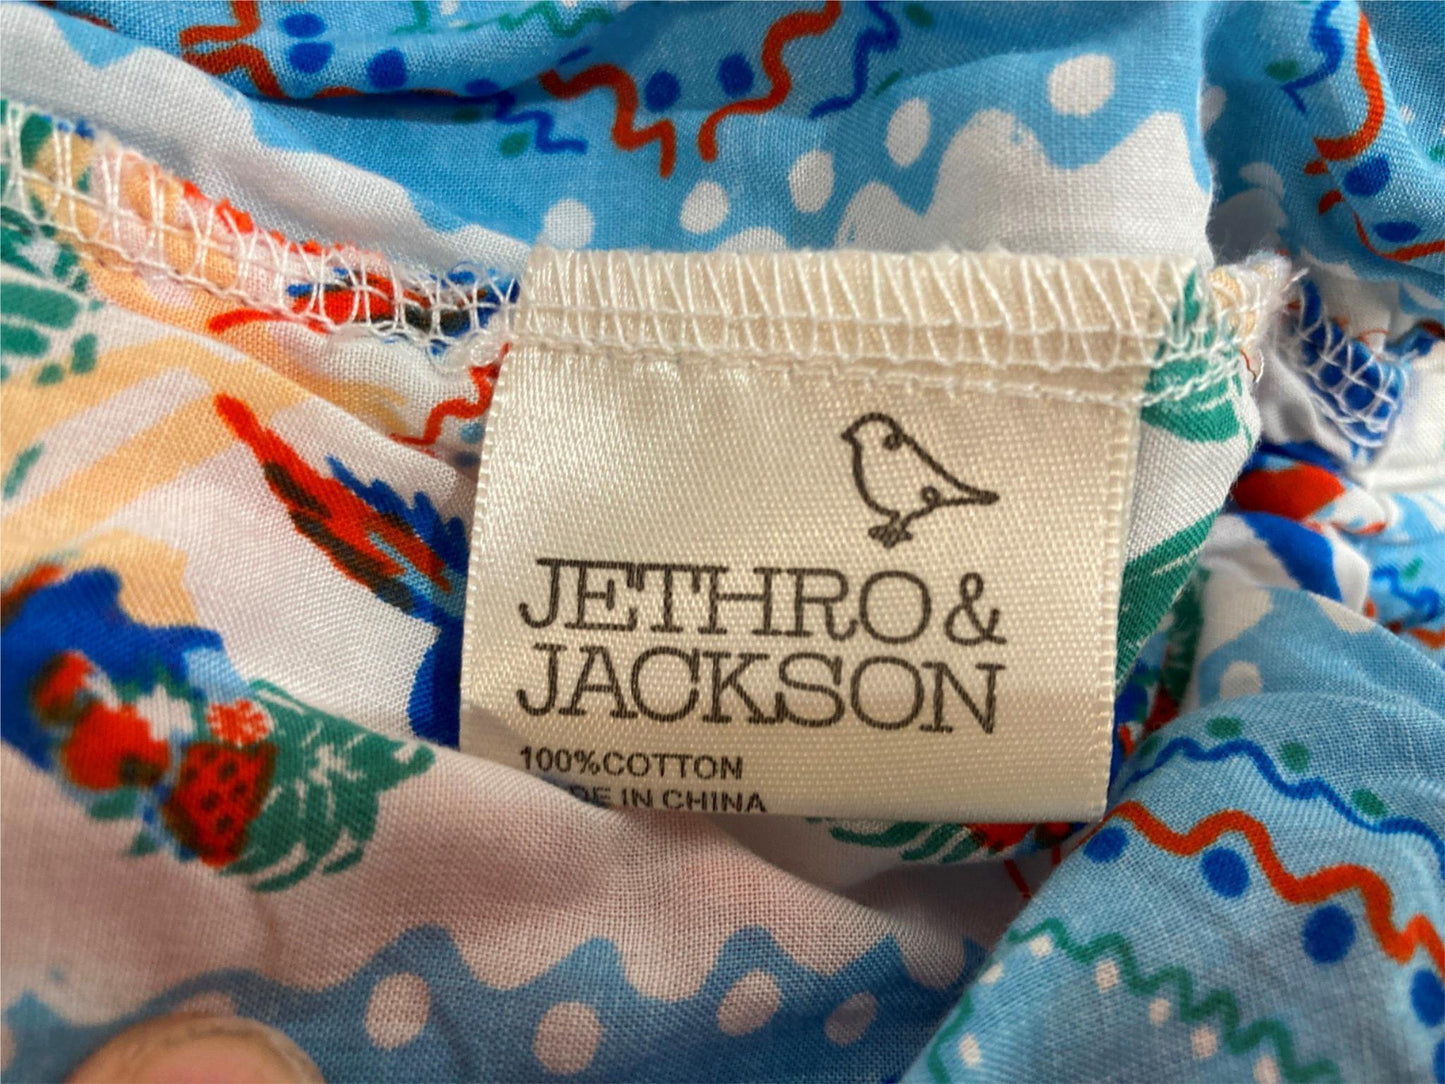 JETHRO &
JACKSON
100%COTTON
IN CHINA